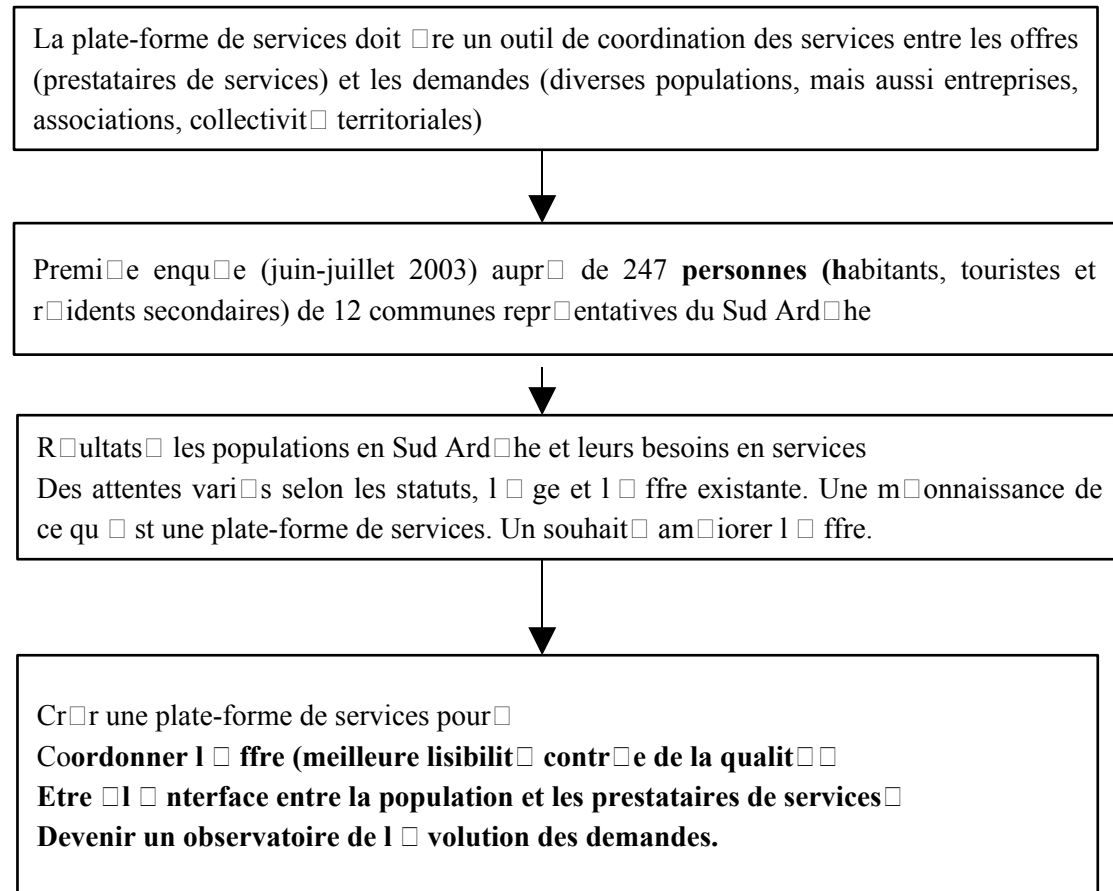 La plate-forme de services doit □re un outil de coordination des services entre les offres
(prestataires de services) et les demandes (diverses populations, mais aussi entreprises,
associations, collectivit□ territoriales)
Premi□e enqu□e (juin-juillet 2003) aupr□ de 247 personnes (habitants, touristes et
r□idents secondaires) de 12 communes repr□entatives du Sud Ard□he
R□ultats□ les populations en Sud Ard□he et leurs besoins en services
Des attentes vari□s selon les statuts, l □ ge et l □ ffre existante. Une m□onnaissance de
ce qu □ st une plate-forme de services. Un souhait□ am□iorer l □ ffre.
Cr□r une plate-forme de services pour□
Coordonner l □ ffre (meilleure lisibilit□ contr□e de la qualit□□
Etre □l □ nterface entre la population et les prestataires de services□
Devenir un observatoire de l □ volution des demandes.